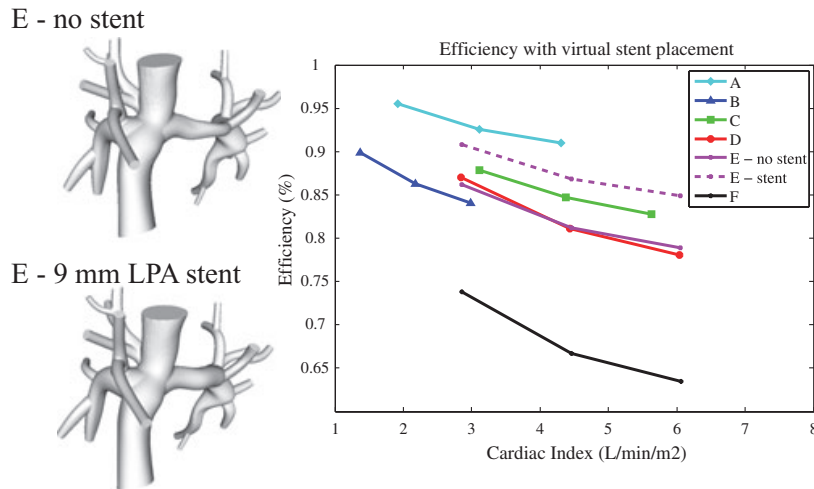 E - no stent
E - 9 mm LPA stent
Efficiency with virtual stent placement
1
0.95
0.9
0.85
0.8
0.75
0.7
0.65
Efficiency (%)
1 2 3 4 5 6 7 8
Cardiac Index (L/min/m2)
A
B
C
D
E – no stent
E – stent
F